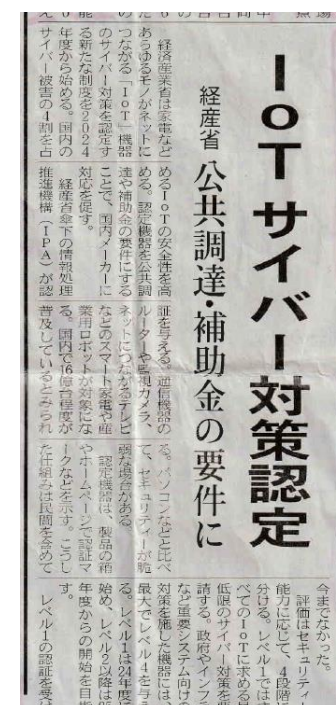 IoTサイバー対策認定
経産省 公共調達・補助金の要件に
経済産業省は家電など
あらゆるモノがネットに
つながる「IoT」機器
のサイバー対策を認定す
る新たな制度を2024
年度から始める。国内の
サイバー被害の4割を占
めるIoTの安全性を高
める。認定機器を公共調
達や補助金の要件にする
ことで、国内メーカーに
対応を促す。
経産省傘下の情報処理
推進機構(IPA)が認
証を与える。通信機器の
ルーターや監視カメラ、
ネットにつながるテレビ
などのスマート家電や産
業用ロボットが対象にな
る。国内で16億台程度が
普及しているとみられ
る。パソコンなどと比べ
て、セキュリティーが脆
弱な場合がある。
認定機器は、製品の箱
やホームページで認証マ
ークなどを示す。こうし
た仕組みは民間を含めて
今までなかった。
評価はセキュリティ
能力に応じて、4段階に
分ける。レベル1ではす
べてのIoTに求める最
低限のサイバー対策を
請する。政府やインフラ
など重要システム向けの
対策を施した機器には、
最大でレベル4を与え
る。レベル1は24年度に
始め、レベル2以降は
年度からの開始を目指
す。
レベル1の認証を受け